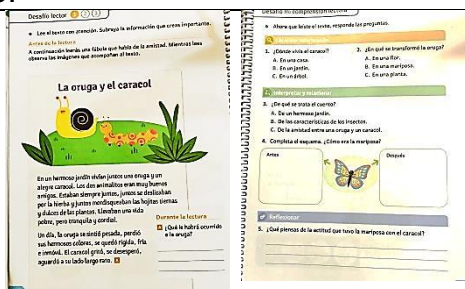 Desafío lector
Lee el texto con atención. Subraya la información que creas importante.
Antes de la lectura
A continuación leerás una fábula que habla de la amistad. Mientras lees
observa las imágenes que acompañan al texto.
La oruga y el caracol
En un hermoso jardín vivían juntos una oruga y un
alegre caracol. Los dos animalitos eran muy buenos
amigos. Estaban siempre juntos, juntos se deslizaban
por la hierba y juntos mordisqueaban las hojitas tiernas
y dulces de las plantas. Llevaban una vida
pobre, pero tranquila y cordial.
Un día, la oruga se sintió pesada, perdió
sus hermosos colores, se quedó rígida, fría
e inmóvil. El caracol gritó, se desesperó,
aguardó a su lado largo rato.
Durante la lectura
¿Qué le habrá ocurrido
a la oruga?
Desafío mi comprensión lectora
Ahora que leíste el texto, responde las preguntas.
1. ¿Dónde vivía el caracol?
A. En una casa.
B. En un jardín.
C. En un árbol.
2. ¿En qué se transformó la oruga?
A. En una flor.
B. En una mariposa.
C. En una planta.
Interpretar y relacionar
3. ¿De qué se trata el cuento?
A. De un hermoso jardín.
B. De las características de los insectos.
C. De la amistad entre una oruga y un caracol.
4. Completa el esquema. ¿Cómo era la mariposa?
Antes
Después
Reflexionar
5. ¿Qué piensas de la actitud que tuvo la mariposa con el caracol?